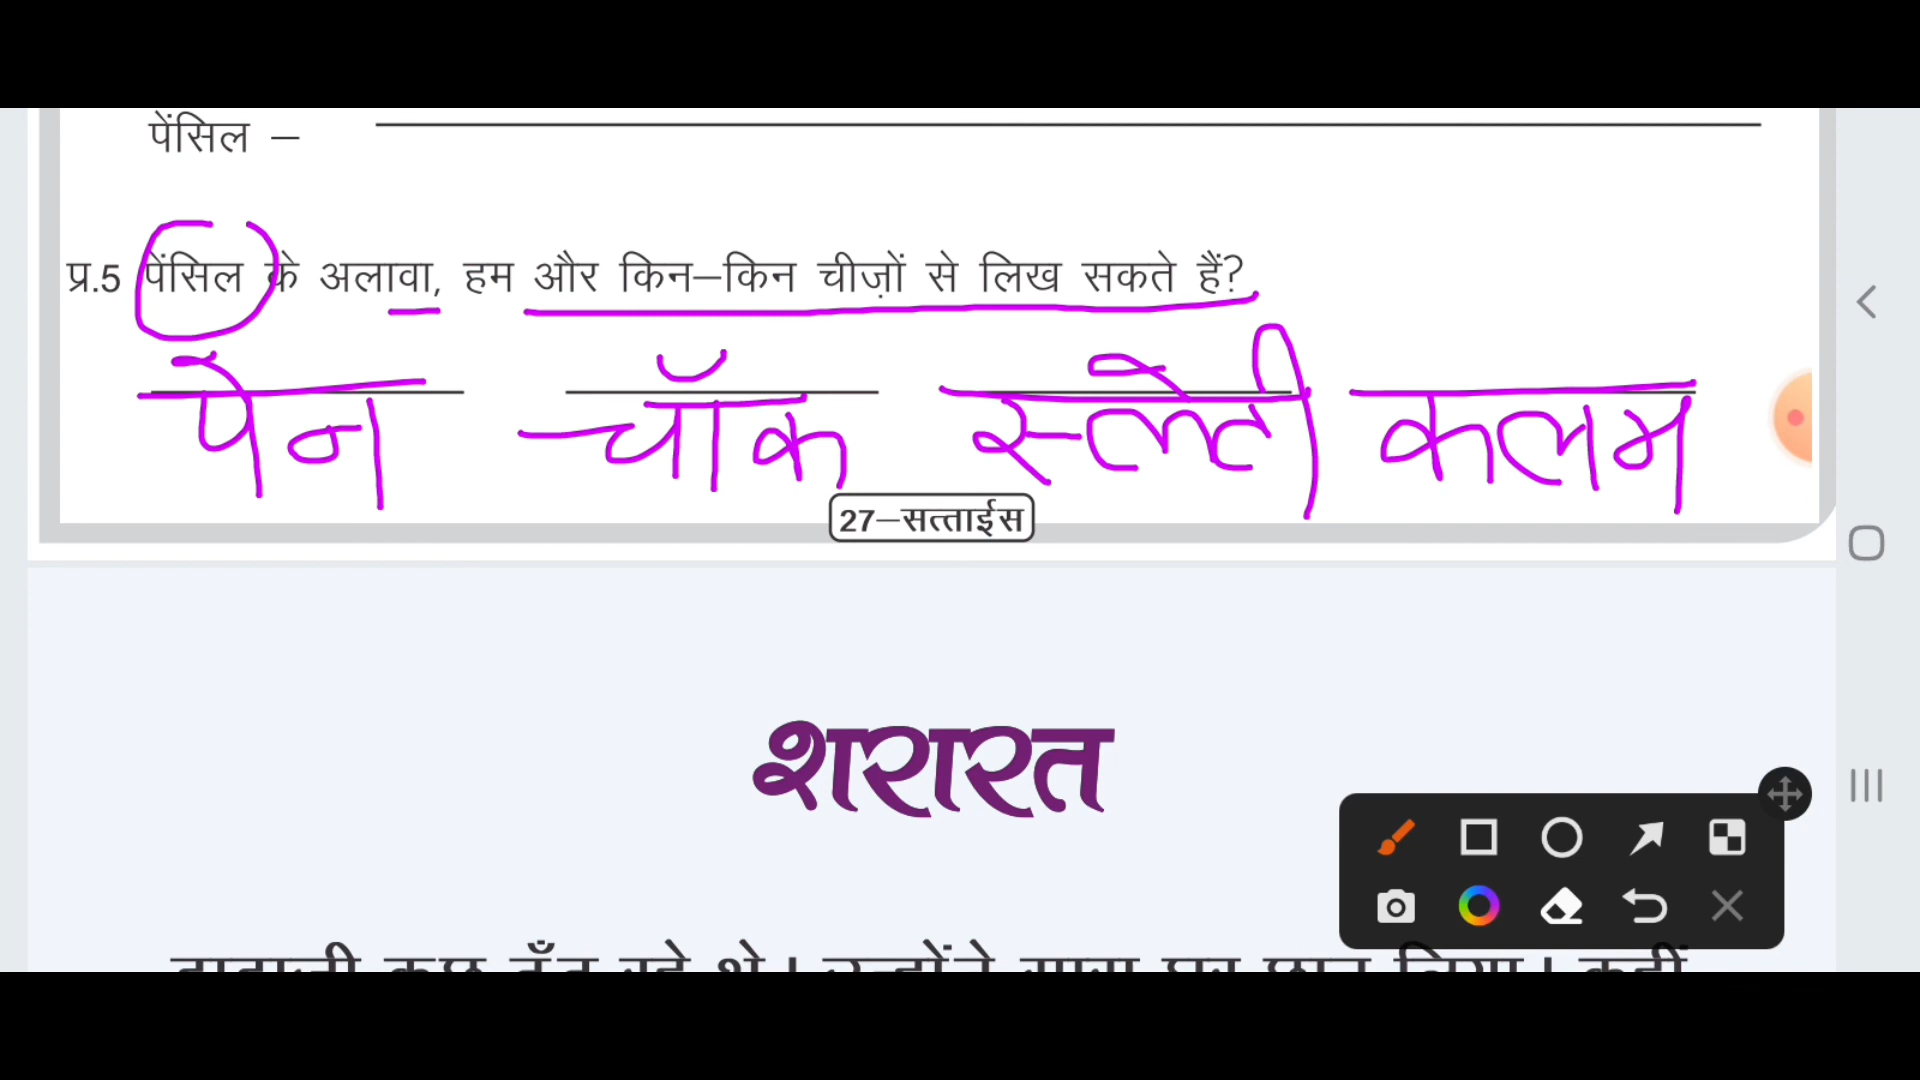 पेंसिल –
प्र.5 पेंसिल के अलावा, हम और किन–किन चीज़ों से लिख सकते हैं?
पेन चॉक स्लेटी कलम
27–सत्ताईस
शरारत